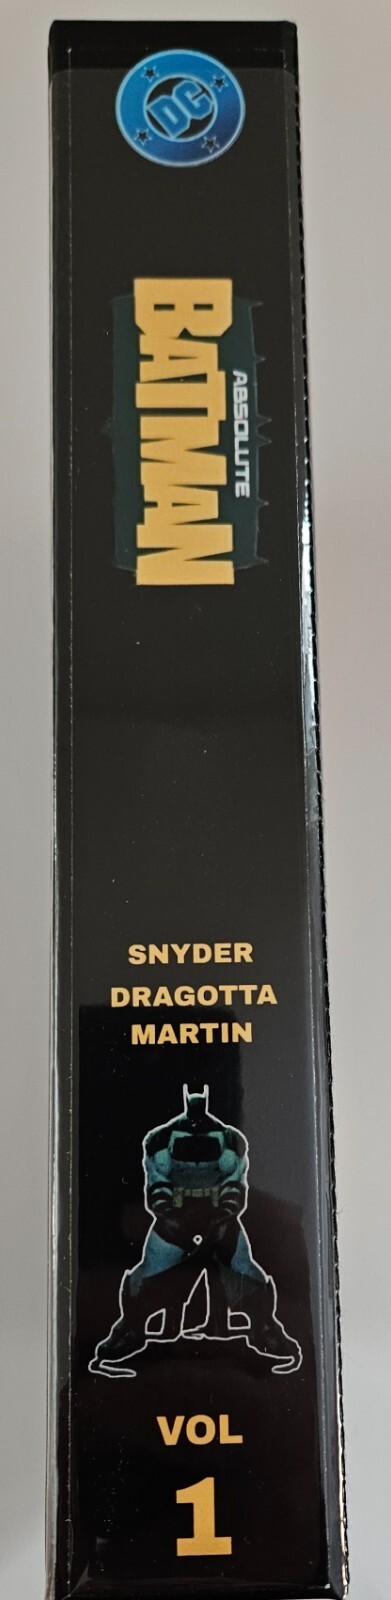 DC
ABSOLUTE
BATMAN
SNYDER
DRAGOTTA
MARTIN
VOL
1